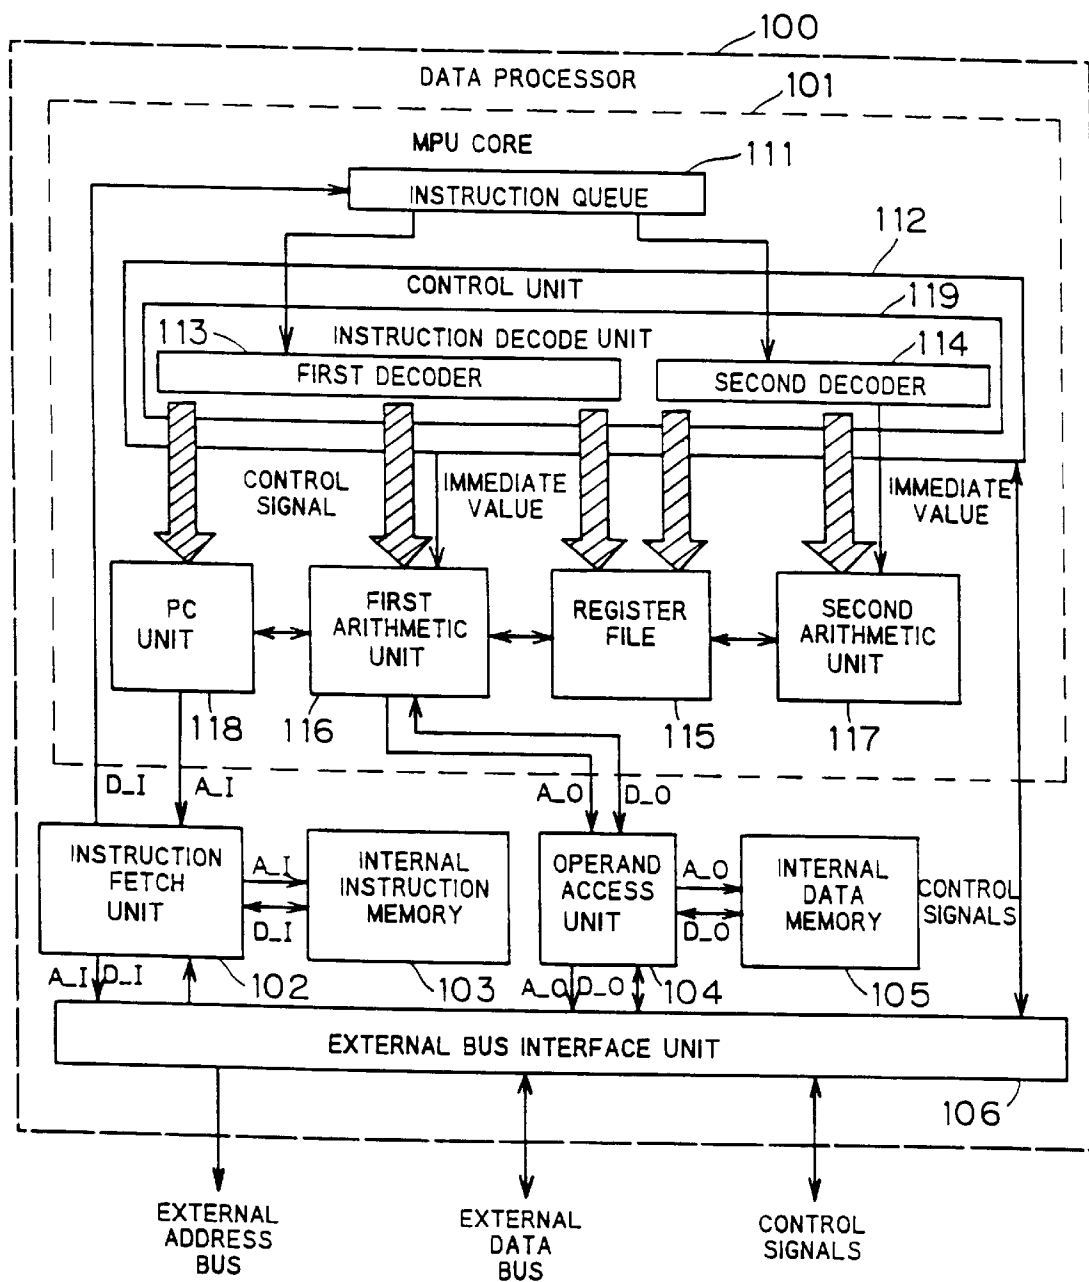 100
DATA PROCESSOR
101
MPU CORE
111
INSTRUCTION QUEUE
112
CONTROL UNIT
119
113
INSTRUCTION DECODE UNIT
114
FIRST DECODER
SECOND DECODER
CONTROL
SIGNAL
IMMEDIATE
VALUE
IMMEDIATE
VALUE
PC
UNIT
FIRST
ARITHMETIC
UNIT
REGISTER
FILE
SECOND
ARITHMETIC
UNIT
118
116
115
117
D_I
A_I
A_O
D_O
INSTRUCTION
FETCH
UNIT
A_I
D_I
INTERNAL
INSTRUCTION
MEMORY
OPERAND
ACCESS
UNIT
A_O
D_O
INTERNAL
DATA
MEMORY
CONTROL
SIGNALS
A_I
D_I
102
103
A_O
D_O
104
105
EXTERNAL BUS INTERFACE UNIT
106
EXTERNAL
ADDRESS
BUS
EXTERNAL
DATA
BUS
CONTROL
SIGNALS